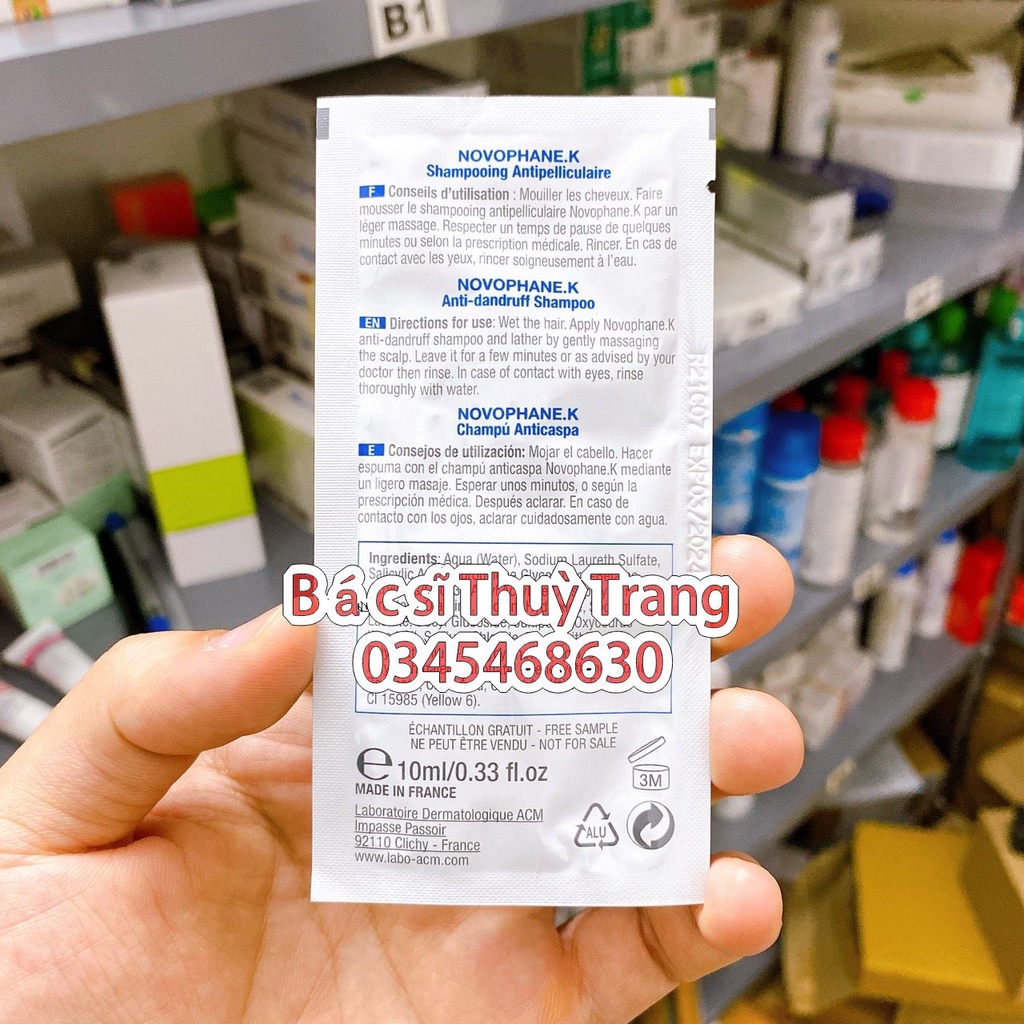 B1
NOVOPHANE.K
Shampooing Antipelliculaire
F Conseils d'utilisation : Mouiller les cheveux. Faire
mousser le shampooing antipelliculaire Novophane.K par un
léger massage. Respecter un temps de pause de quelques
minutes ou selon la prescription médicale. Rincer. En cas de
contact avec les yeux, rincer soigneusement à l'eau.
NOVOPHANE.K
Anti-dandruff Shampoo
EN Directions for use: Wet the hair. Apply Novophane.K
anti-dandruff shampoo and lather by gently massaging
the scalp. Leave it for a few minutes or as advised by your
doctor then rinse. In case of contact with eyes, rinse
thoroughly with water.
NOVOPHANE.K
Champú Anticaspa
E Consejos de utilización: Mojar el cabello. Hacer
espuma con el champú anticaspa Novophane.K mediante
un ligero masaje. Esperar unos minutos, o según la
prescripción médica. Después aclarar. En caso de
contacto con los ojos, aclarar cuidadosamente con agua.
R21007 EXP 05/2024
Ingredients: Aqua (Water), Sodium Laureth Sulfate,
Salicylic
Bác sĩ Thuỳ Trang
0345468630
CI 15985 (Yellow 6).
ÉCHANTILLON GRATUIT - FREE SAMPLE
NE PEUT ÊTRE VENDU - NOT FOR SALE
e 10ml/0.33 fl.oz
MADE IN FRANCE
3M
Laboratoire Dermatologique ACM
Impasse Passoir
92110 Clichy - France
www.labo-acm.com
ALU